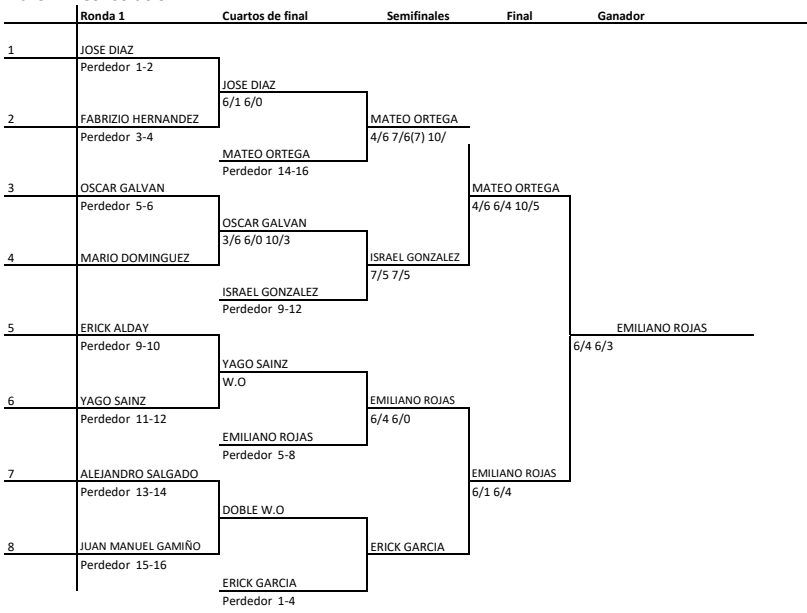 Ronda 1 Cuartos de final Semifinales Final Ganador
1 JOSE DIAZ
Perdedor 1-2
JOSE DIAZ
6/1 6/0
2 FABRIZIO HERNANDEZ MATEO ORTEGA
Perdedor 3-4 4/6 7/6(7) 10/
MATEO ORTEGA
Perdedor 14-16
3 OSCAR GALVAN MATEO ORTEGA
Perdedor 5-6 4/6 6/4 10/5
OSCAR GALVAN
3/6 6/0 10/3
4 MARIO DOMINGUEZ ISRAEL GONZALEZ
7/5 7/5
ISRAEL GONZALEZ
Perdedor 9-12
5 ERICK ALDAY EMILIANO ROJAS
Perdedor 9-10 6/4 6/3
YAGO SAINZ
W.O
6 YAGO SAINZ EMILIANO ROJAS
Perdedor 11-12 6/4 6/0
EMILIANO ROJAS
Perdedor 5-8
7 ALEJANDRO SALGADO EMILIANO ROJAS
Perdedor 13-14 6/1 6/4
DOBLE W.O
8 JUAN MANUEL GAMIÑO ERICK GARCIA
Perdedor 15-16
ERICK GARCIA
Perdedor 1-4